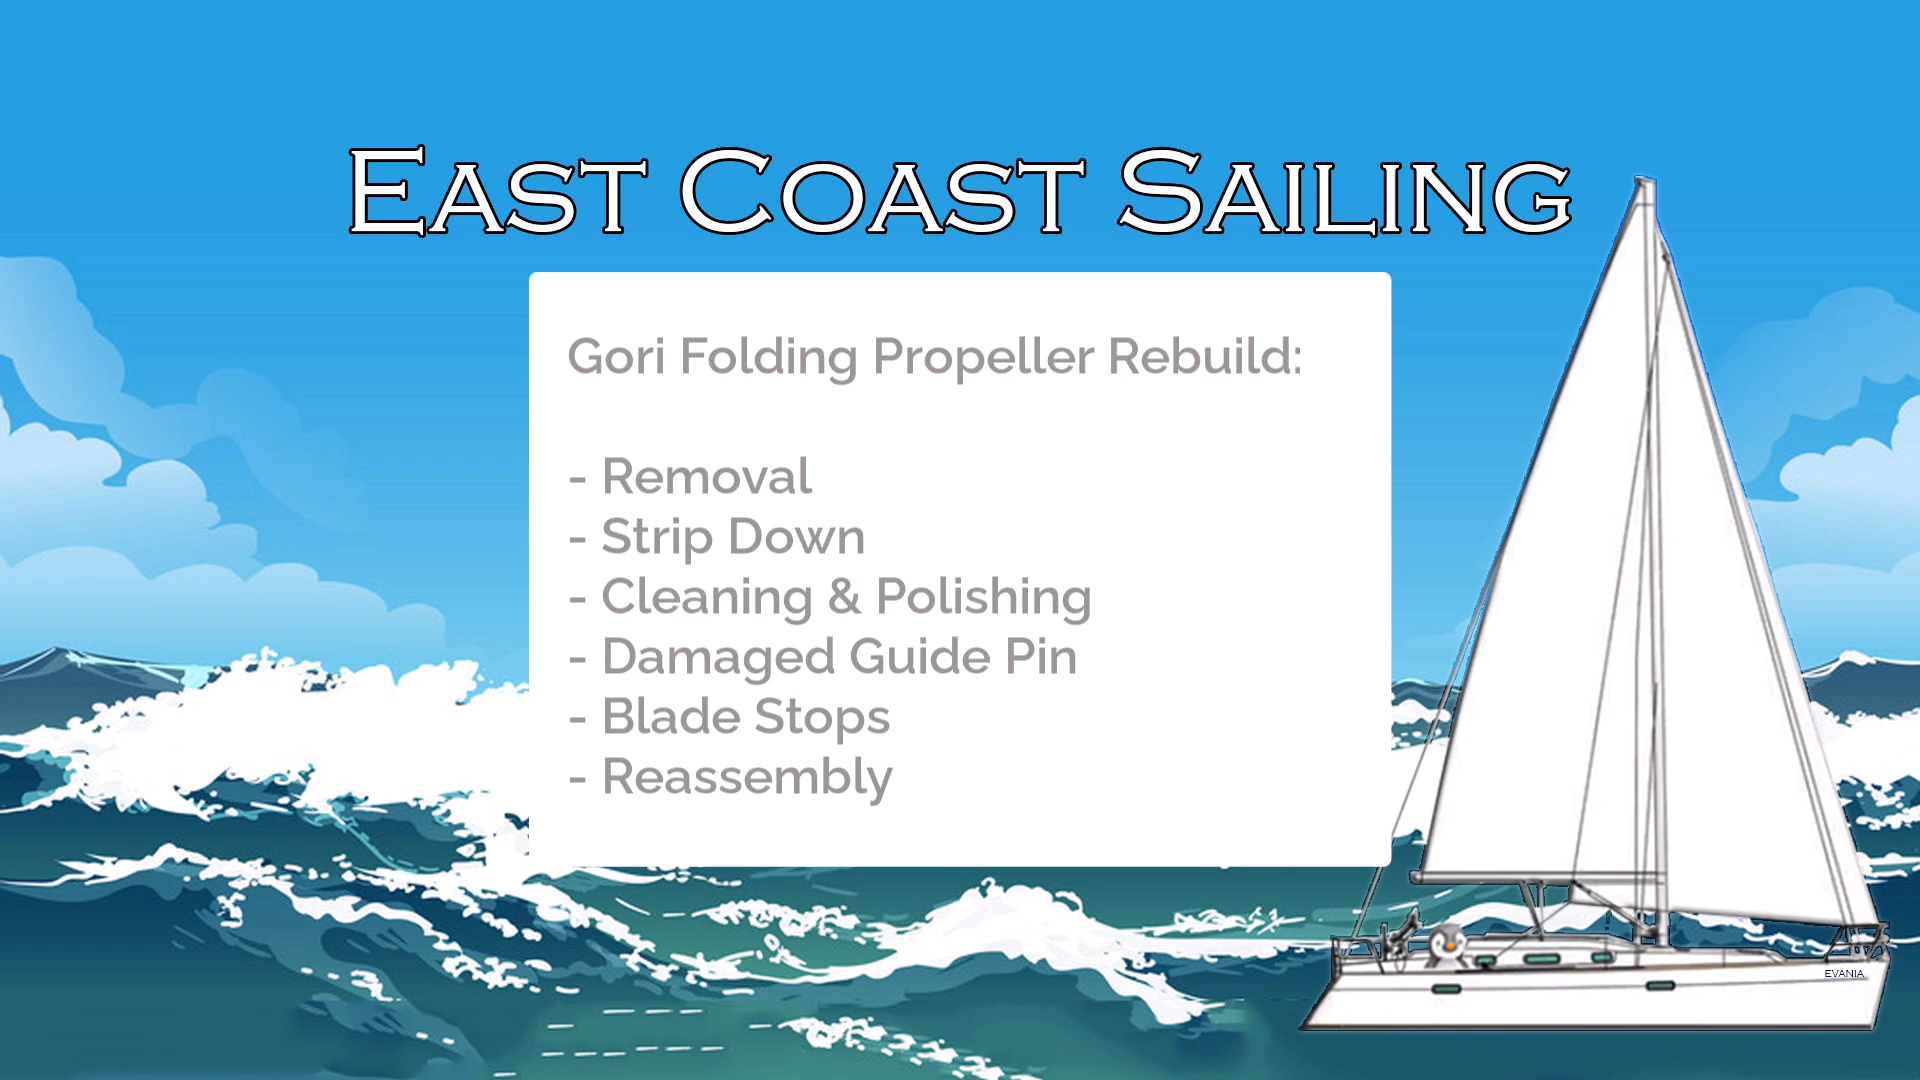 East Coast Sailing
Gori Folding Propeller Rebuild:
- Removal
- Strip Down
- Cleaning & Polishing
- Damaged Guide Pin
- Blade Stops
- Reassembly
EVANIA